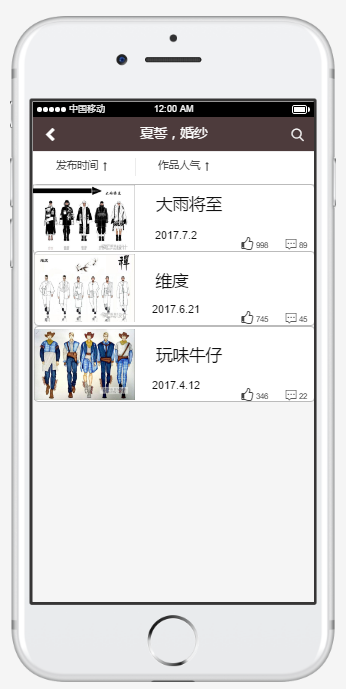 中国移动 12:00 AM
夏皙，婚纱
发布时间↑ 作品人气↑
大雨将至
2017.7.2
998 89
维度
2017.6.21
745 45
玩味牛仔
2017.4.12
346 22